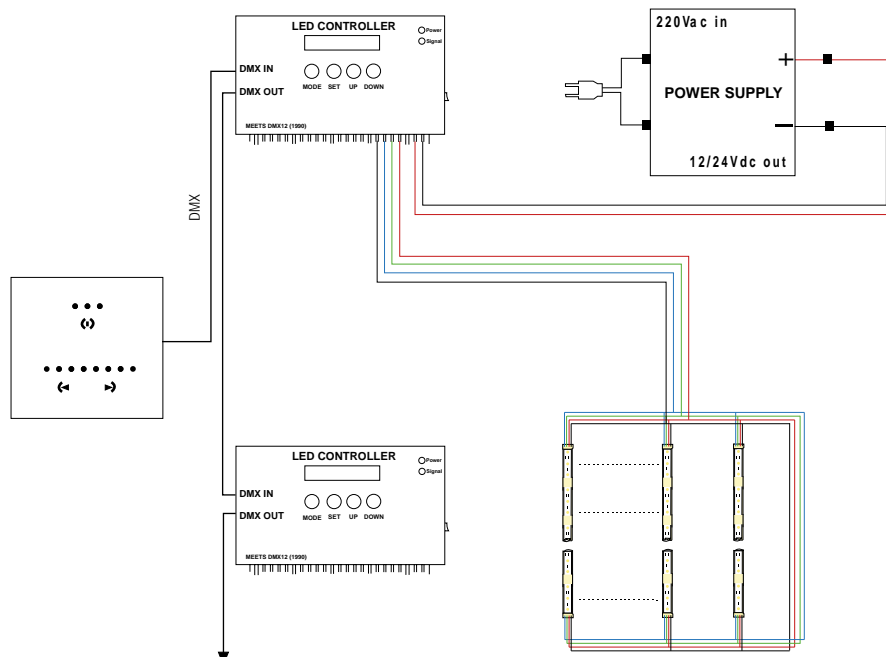 LED CONTROLLER
Power
Signal
DMX IN
DMX OUT
MODE SET UP DOWN
MEETS DMX12 (1990)
220Vac in
+
POWER SUPPLY
—
12/24Vdc out
DMX
LED CONTROLLER
Power
Signal
DMX IN
DMX OUT
MODE SET UP DOWN
MEETS DMX12 (1990)